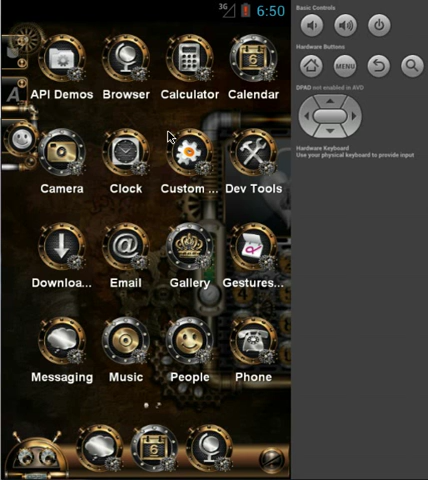 3G 6:50
API Demos Browser Calculator Calendar
Camera Clock Custom ... Dev Tools
Downloa... Email Gallery Gestures...
Messaging Music People Phone
Basic Controls
Hardware Buttons
MENU
DPAD not enabled in AVD
Hardware Keyboard
Use your physical keyboard to provide input